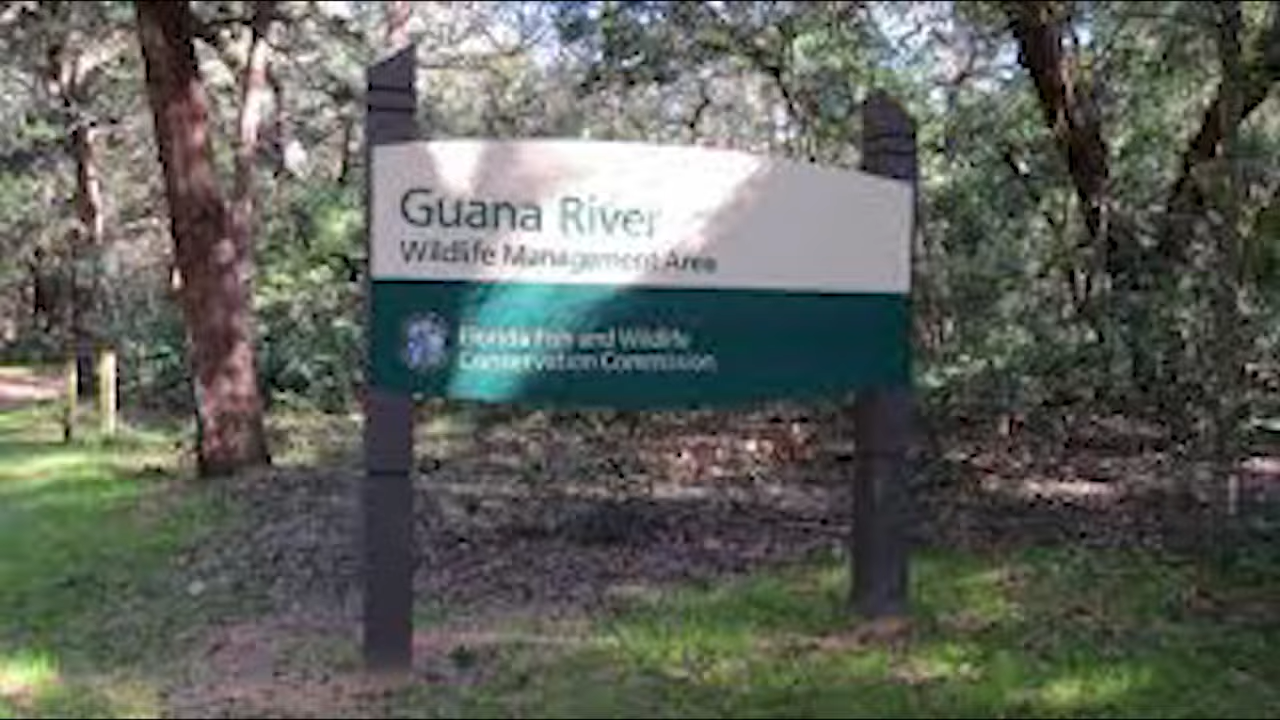 Guana River
Wildlife Management Area
Florida Fish and Wildlife
Conservation Commission